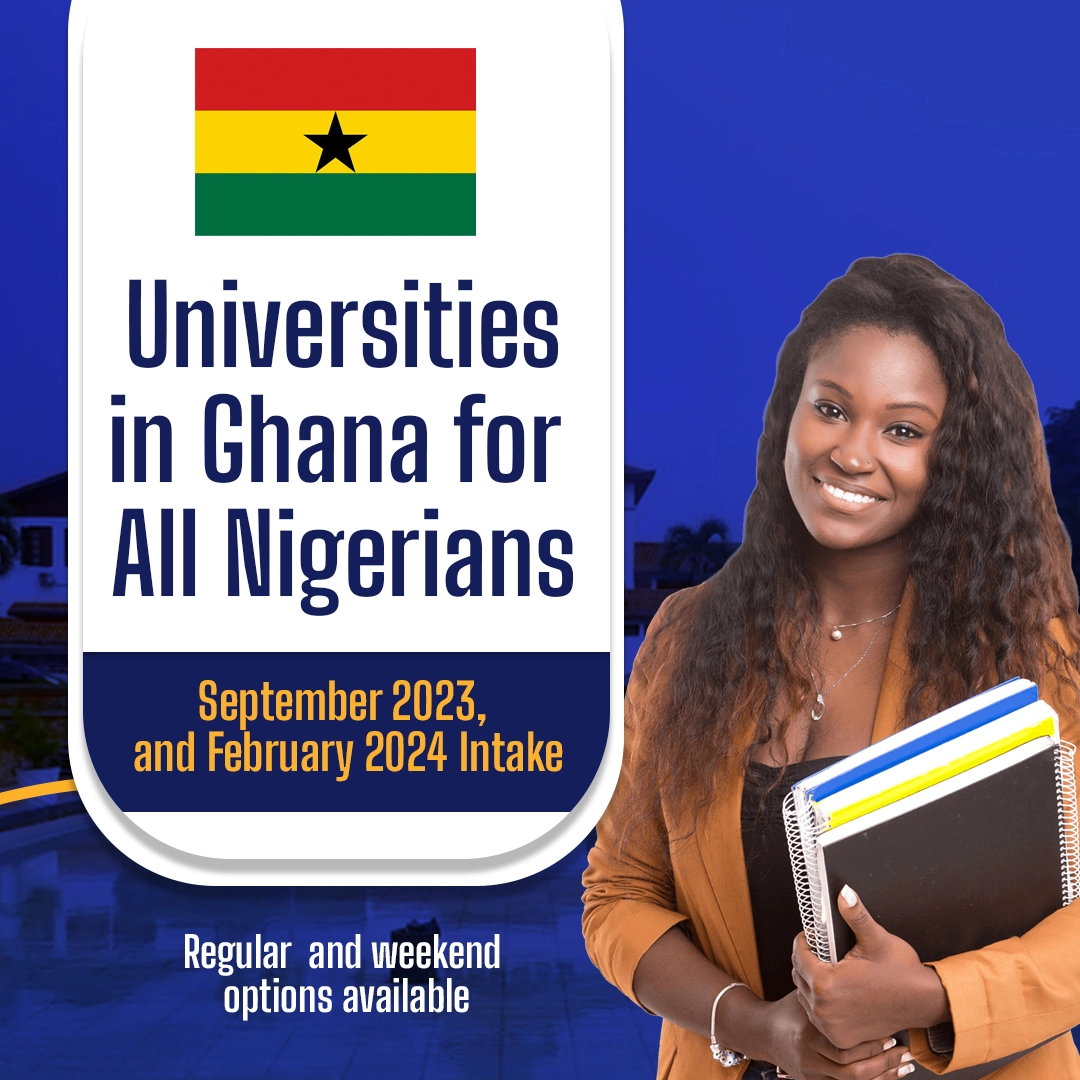 Universities
in Ghana for
All Nigerians
September 2023,
and February 2024 Intake
Regular and weekend
options available